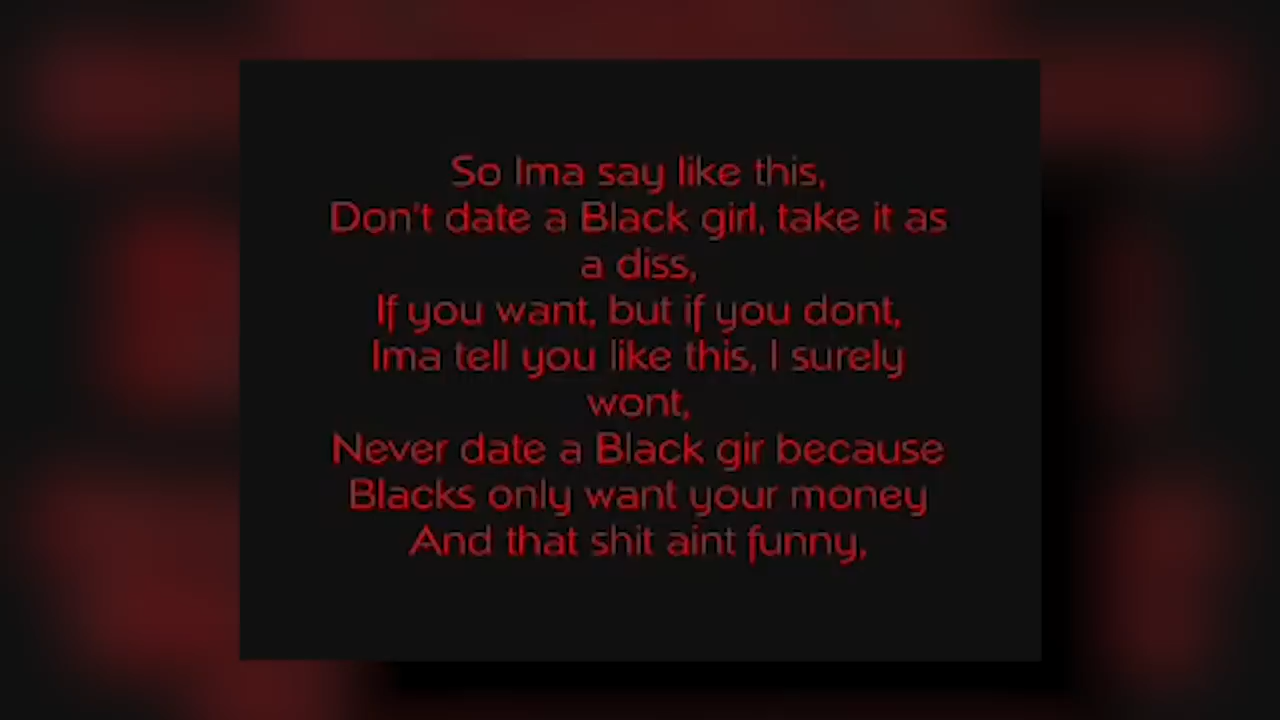 So Ima say like this,
Don't date a Black girl, take it as
a diss,
If you want, but if you dont,
Ima tell you like this, I surely
wont,
Never date a Black gir because
Blacks only want your money
And that shit aint funny,